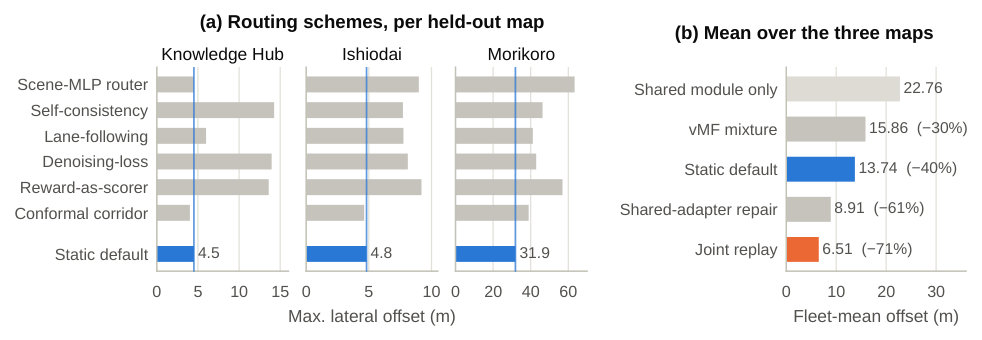 (a) Routing schemes, per held-out map
Knowledge Hub
Ishiodai
Morikoro
Scene-MLP router
Self-consistency
Lane-following
Denoising-loss
Reward-as-scorer
Conformal corridor
Static default
4.5
4.8
31.9
0 5 10 15
0 5 10
0 20 40 60
Max. lateral offset (m)
(b) Mean over the three maps
Shared module only 22.76
vMF mixture 15.86 (−30%)
Static default 13.74 (−40%)
Shared-adapter repair 8.91 (−61%)
Joint replay 6.51 (−71%)
0 10 20 30
Fleet-mean offset (m)